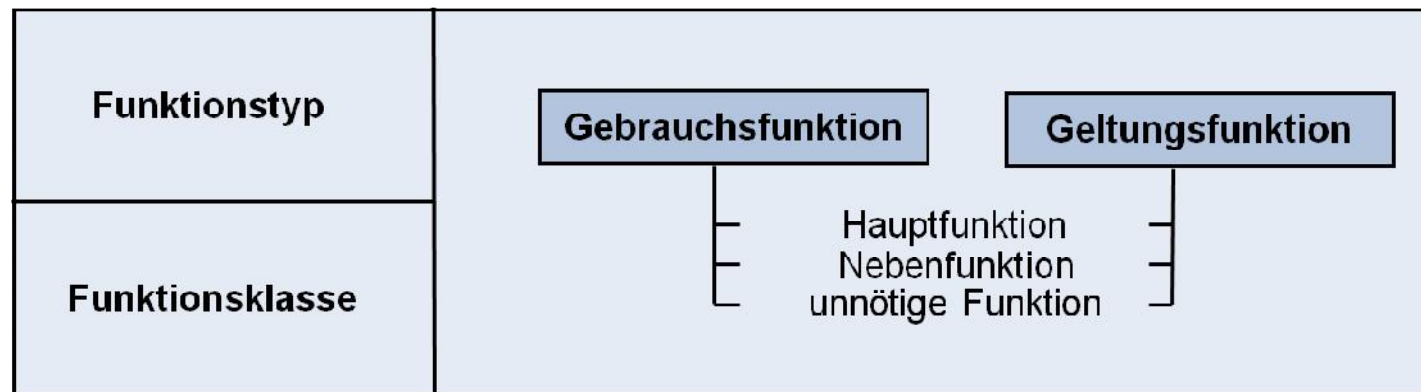 Funktionstyp
Gebrauchsfunktion
Geltungsfunktion
Funktionsklasse
Hauptfunktion
Nebenfunktion
unnötige Funktion